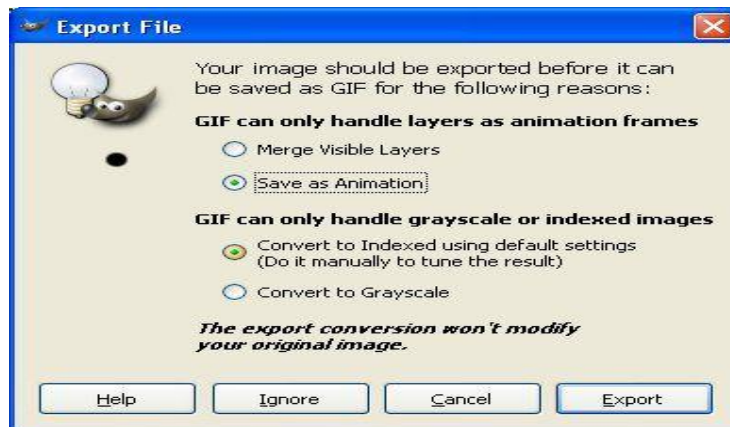 Export File
Your image should be exported before it can
be saved as GIF for the following reasons:
GIF can only handle layers as animation frames
Merge Visible Layers
Save as Animation
GIF can only handle grayscale or indexed images
Convert to Indexed using default settings
(Do it manually to tune the result)
Convert to Grayscale
The export conversion won't modify
your original image.
Help Ignore Cancel Export